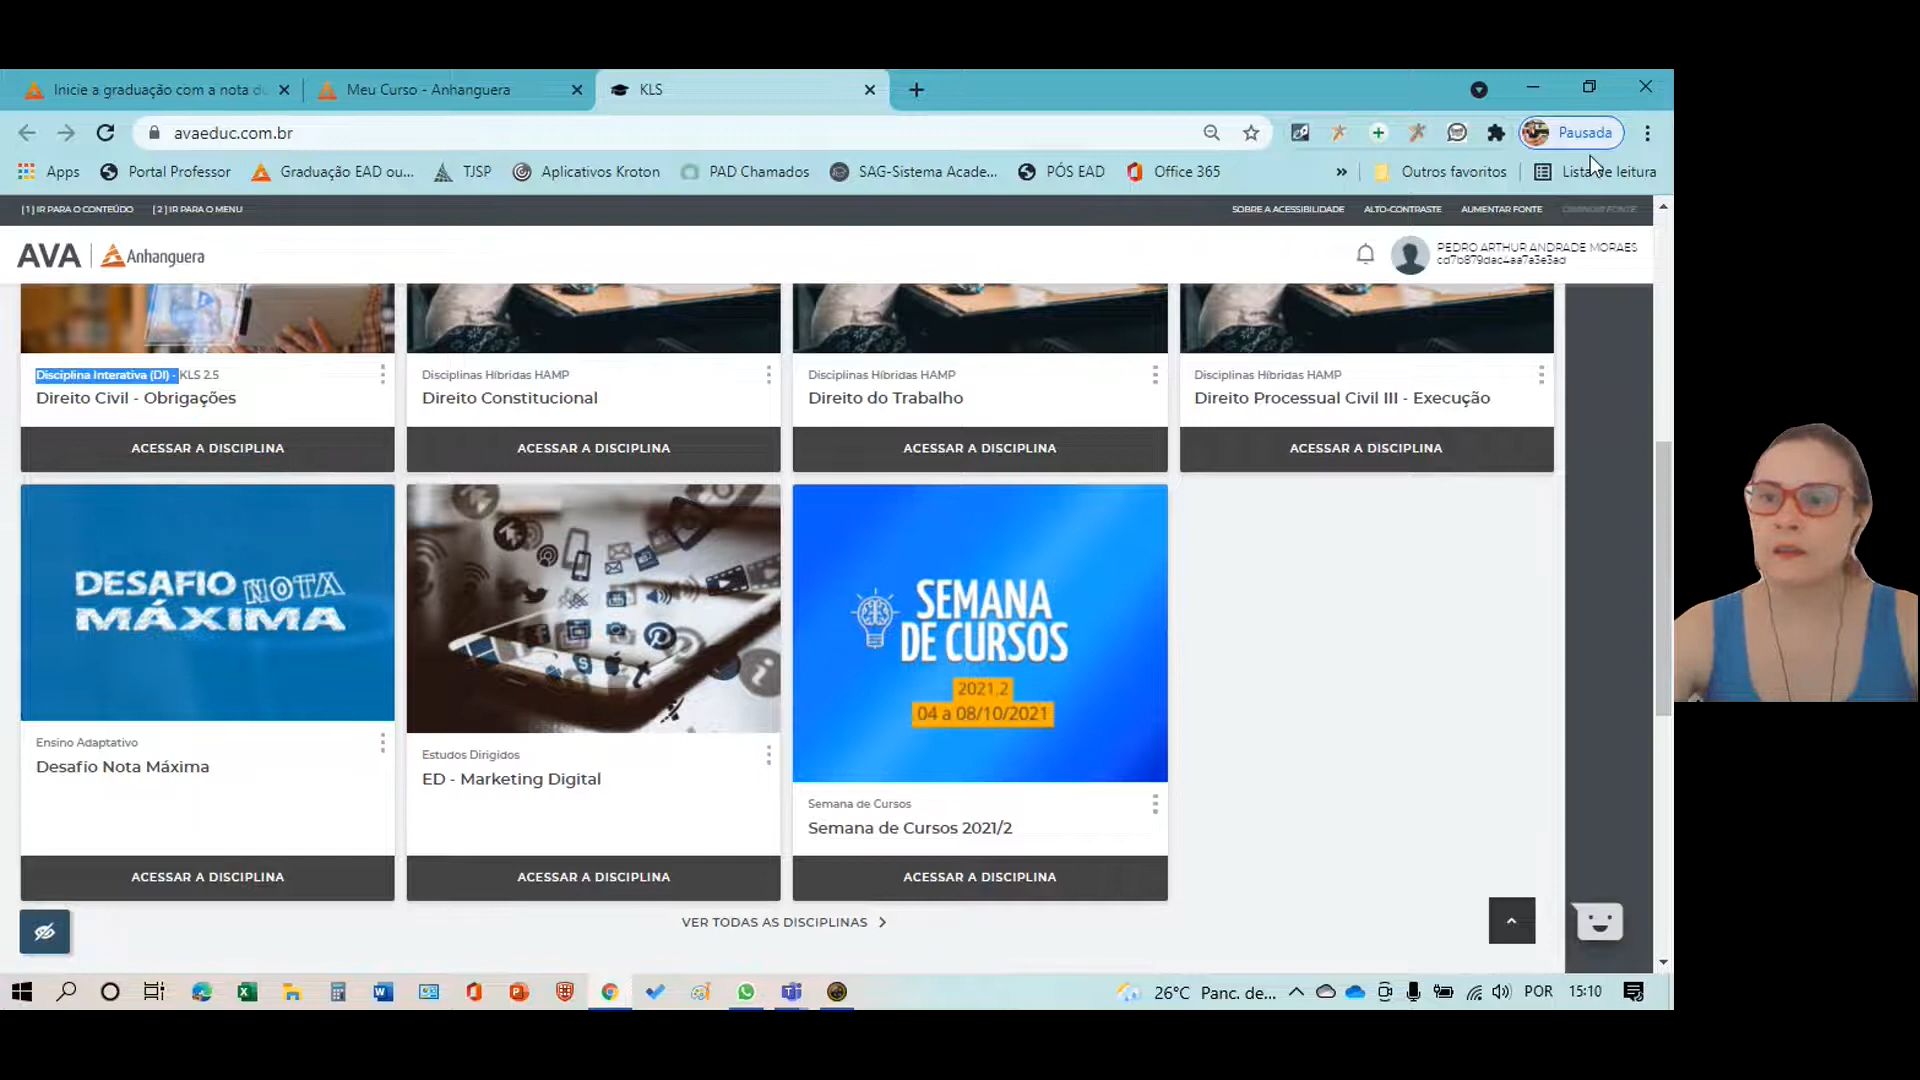 Inicie a graduação com a nota d
Meu Curso - Anhanguera
KLS
avaeduc.com.br
Pausada
Apps
Portal Professor
Graduação EAD ou...
TJSP
Aplicativos Kroton
PAD Chamados
SAG-Sistema Acade...
PÓS EAD
Office 365
»
Outros favoritos
Lista de leitura
[1] IR PARA O CONTEÚDO
[2] IR PARA O MENU
SOBRE A ACESSIBILIDADE
ALTO-CONTRASTE
AUMENTAR FONTE
DIMINUIR FONTE
AVA | Anhanguera
PEDRO ARTHUR ANDRADE MORAES
cd7b879dac4aa7a3e3ad
Disciplina Interativa (DI) - KLS 2.5
Direito Civil - Obrigações
ACESSAR A DISCIPLINA
Disciplinas Híbridas HAMP
Direito Constitucional
ACESSAR A DISCIPLINA
Disciplinas Híbridas HAMP
Direito do Trabalho
ACESSAR A DISCIPLINA
Disciplinas Híbridas HAMP
Direito Processual Civil III - Execução
ACESSAR A DISCIPLINA
DESAFIO NOTA
MÁXIMA
Ensino Adaptativo
Desafio Nota Máxima
ACESSAR A DISCIPLINA
Estudos Dirigidos
ED - Marketing Digital
ACESSAR A DISCIPLINA
SEMANA
DE CURSOS
2021.2
04 a 08/10/2021
Semana de Cursos
Semana de Cursos 2021/2
ACESSAR A DISCIPLINA
VER TODAS AS DISCIPLINAS
26°C Panc. de...
POR
15:10